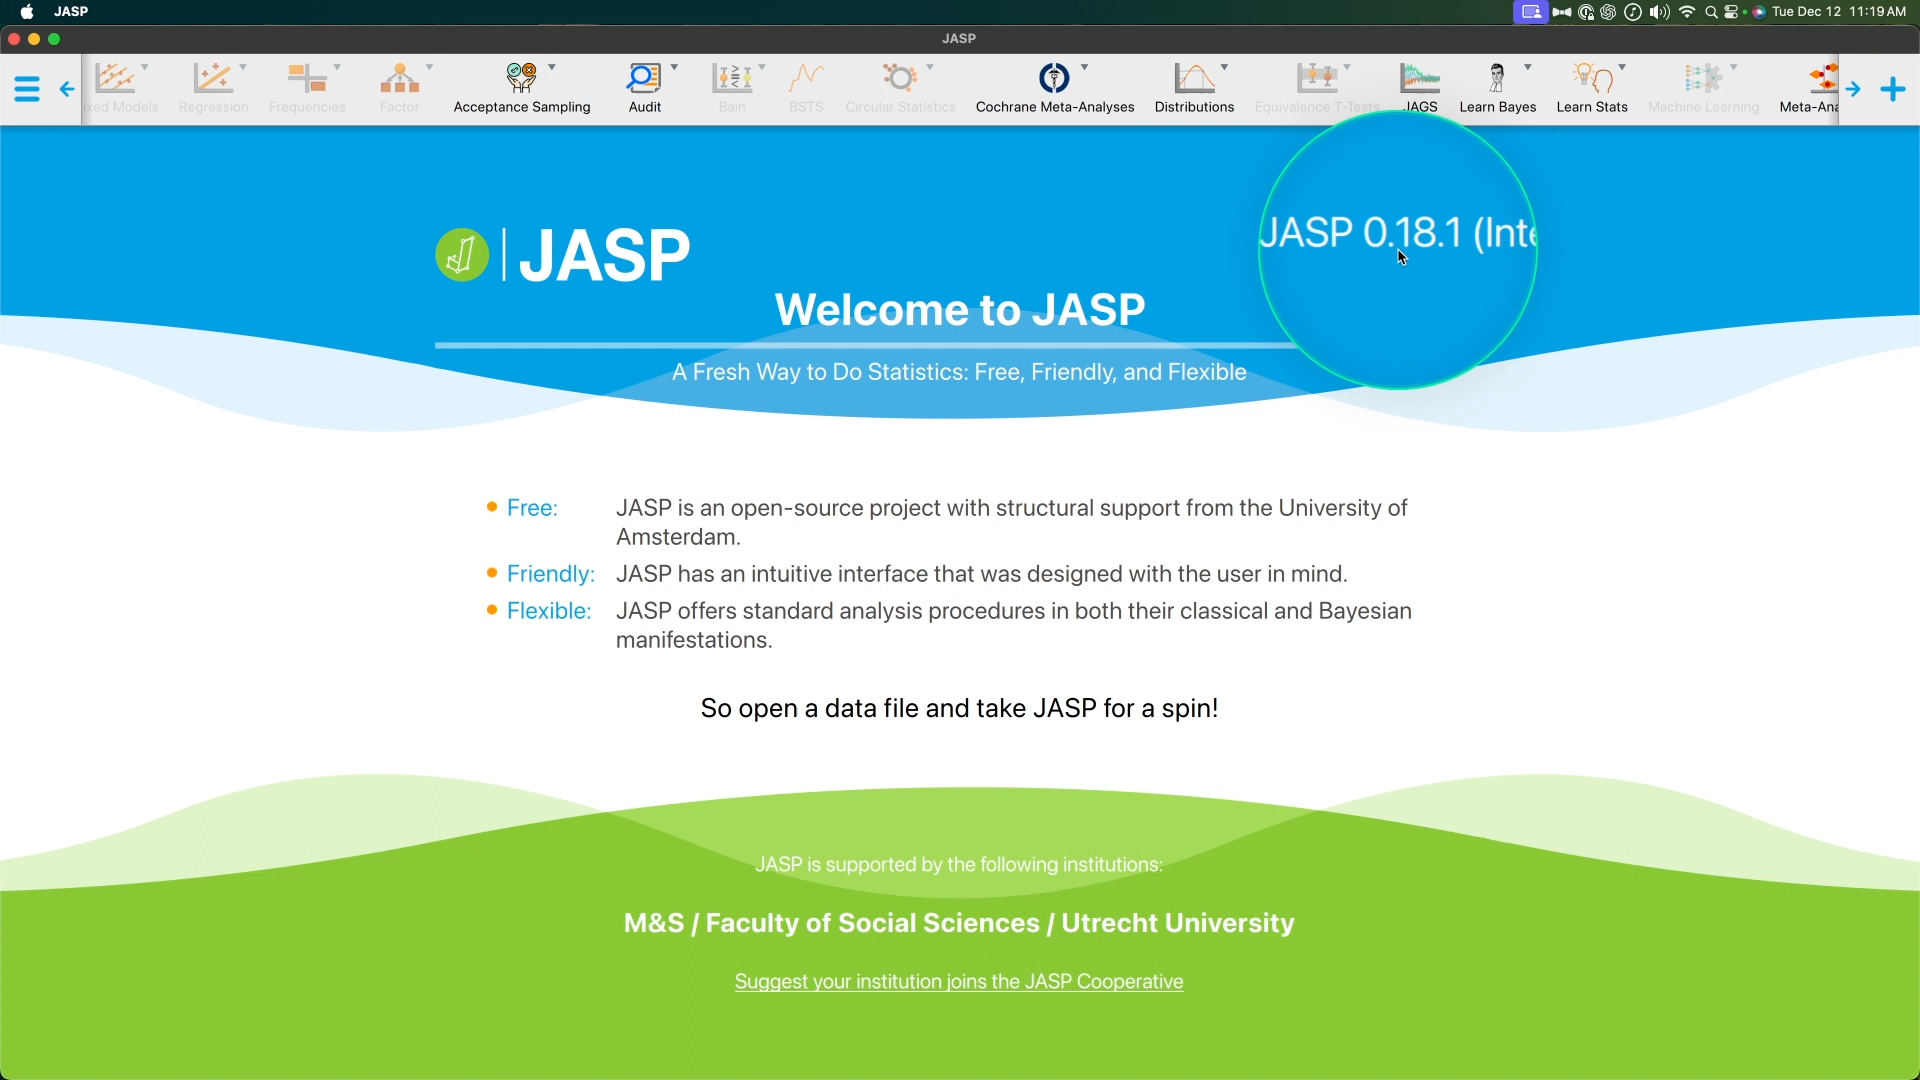 JASP
Tue Dec 12 11:19 AM
JASP
Models Regression Frequencies Factor Acceptance Sampling Audit Bain BSTS Circular Statistics Cochrane Meta-Analyses Distributions Equivalence T-Tests JAGS Learn Bayes Learn Stats Machine Learning
JASP 0.18.1
JASP
Welcome to JASP
A Fresh Way to Do Statistics: Free, Friendly, and Flexible
Free: JASP is an open-source project with structural support from the University of
Amsterdam.
Friendly: JASP has an intuitive interface that was designed with the user in mind.
Flexible: JASP offers standard analysis procedures in both their classical and Bayesian
manifestations.
So open a data file and take JASP for a spin!
JASP is supported by the following institutions:
M&S / Faculty of Social Sciences / Utrecht University
Suggest your institution joins the JASP Cooperative